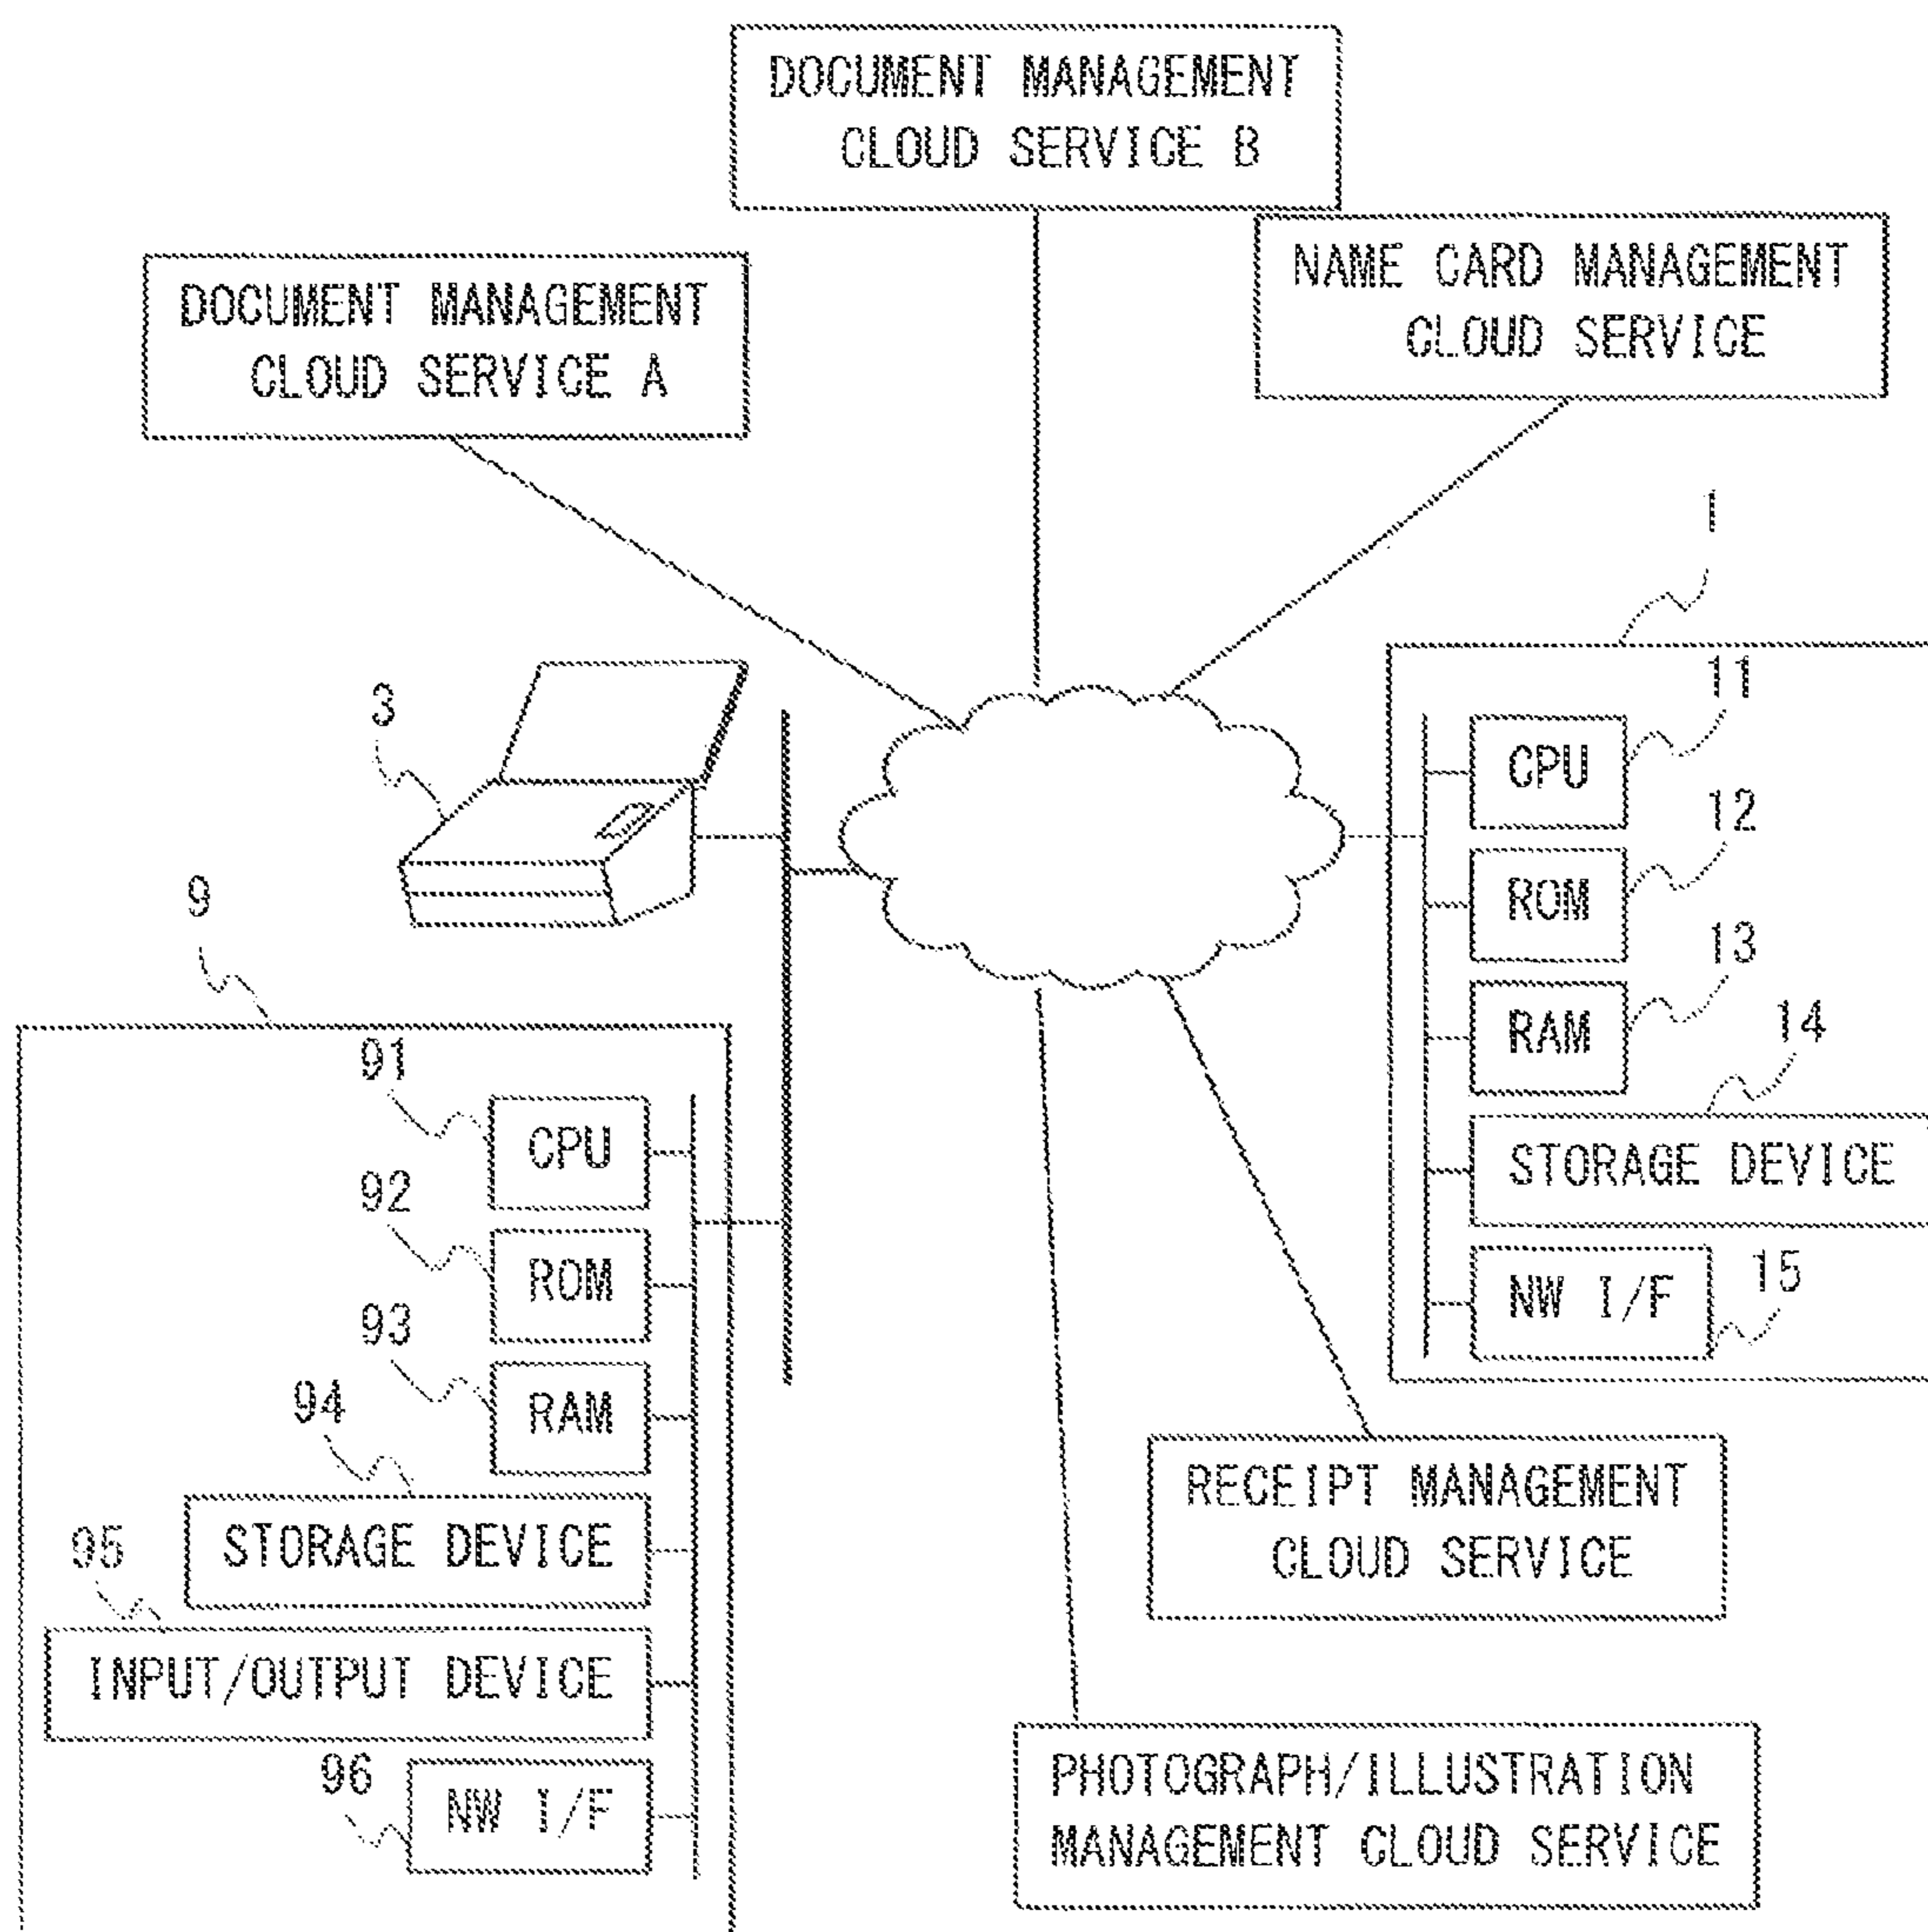 DOCUMENT MANAGEMENT
CLOUD SERVICE B
NAME CARD MANAGEMENT
CLOUD SERVICE
DOCUMENT MANAGEMENT
CLOUD SERVICE A
1
3
11
CPU
12
ROM
13
RAM
14
STORAGE DEVICE
15
NW I/F
9
91
CPU
92
ROM
93
RAM
94
STORAGE DEVICE
95
INPUT/OUTPUT DEVICE
96
NW I/F
RECEIPT MANAGEMENT
CLOUD SERVICE
PHOTOGRAPH/ILLUSTRATION
MANAGEMENT CLOUD SERVICE